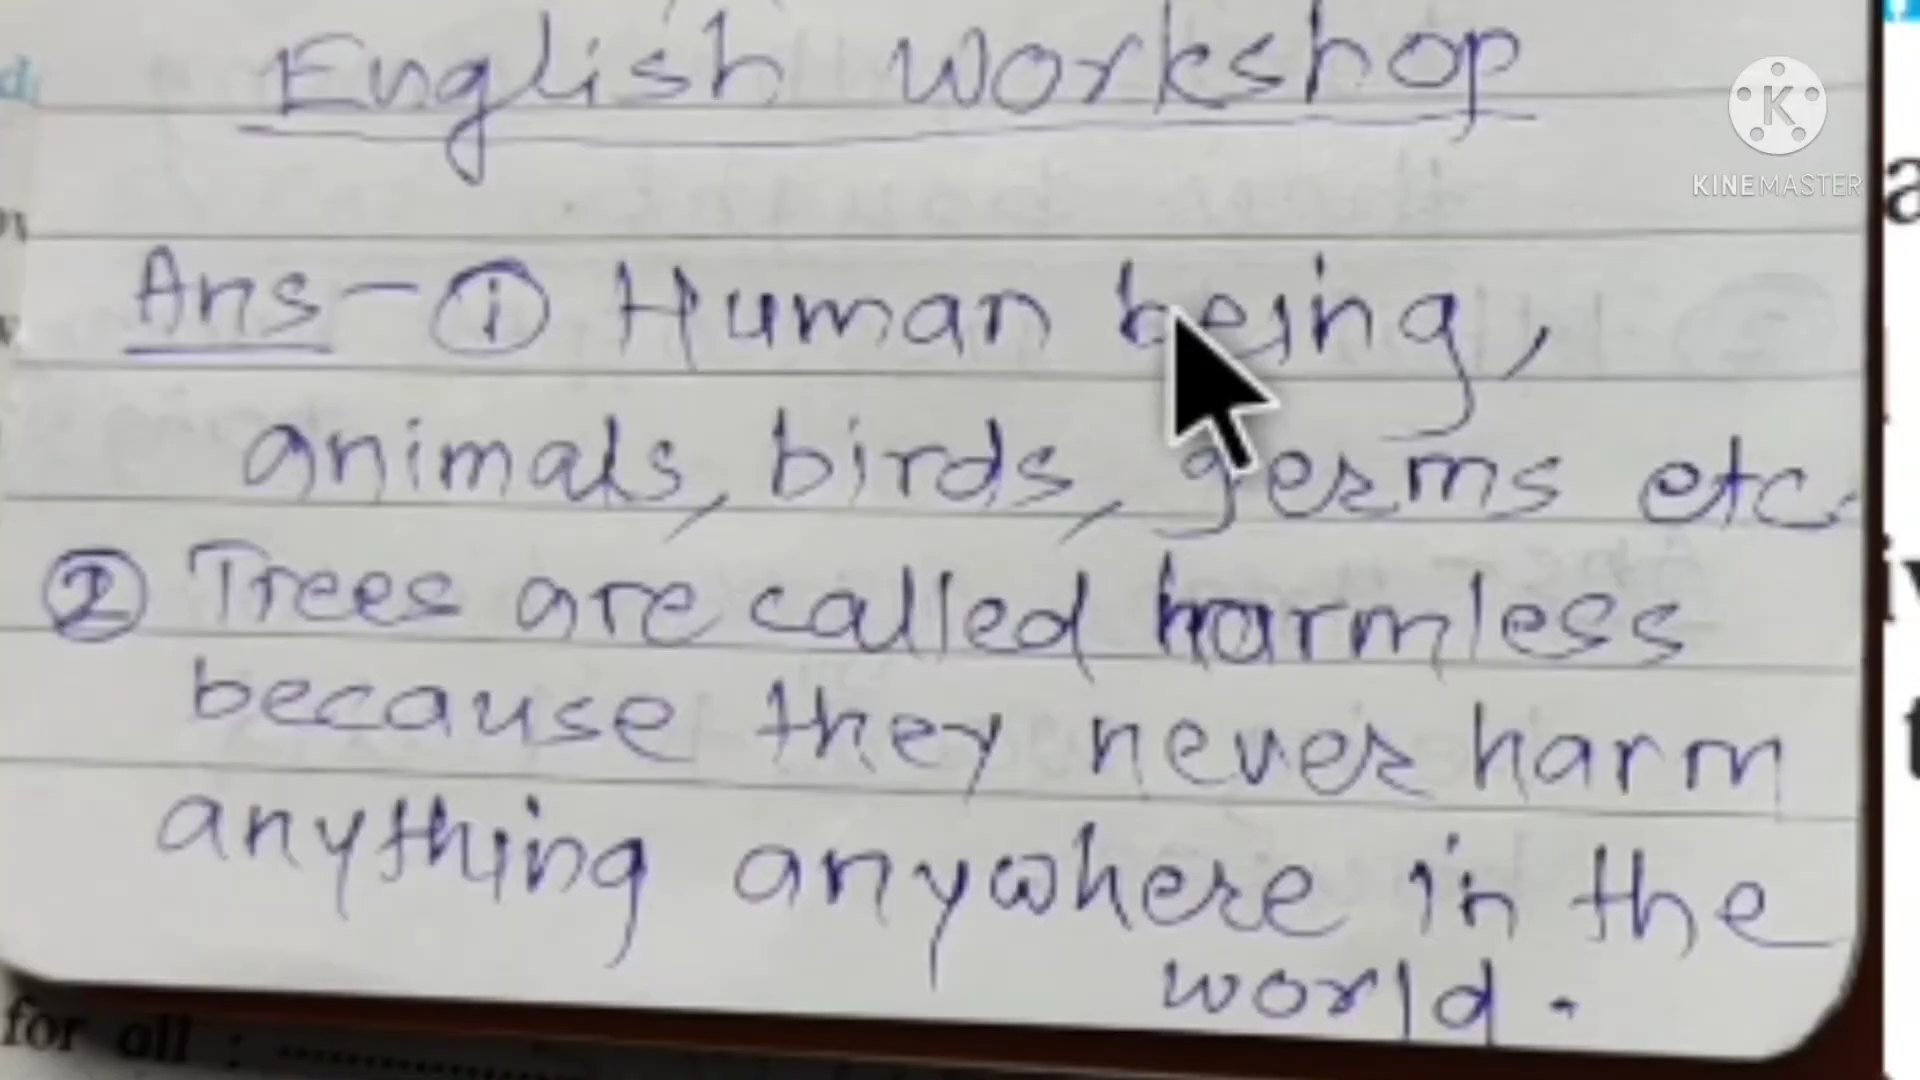 English workshop
K
KINEMASTER
Ans - ① Human being,
animals, birds, germs etc.
② Trees are called harmless
because they never harm
anything anywhere in the
world.
for all :